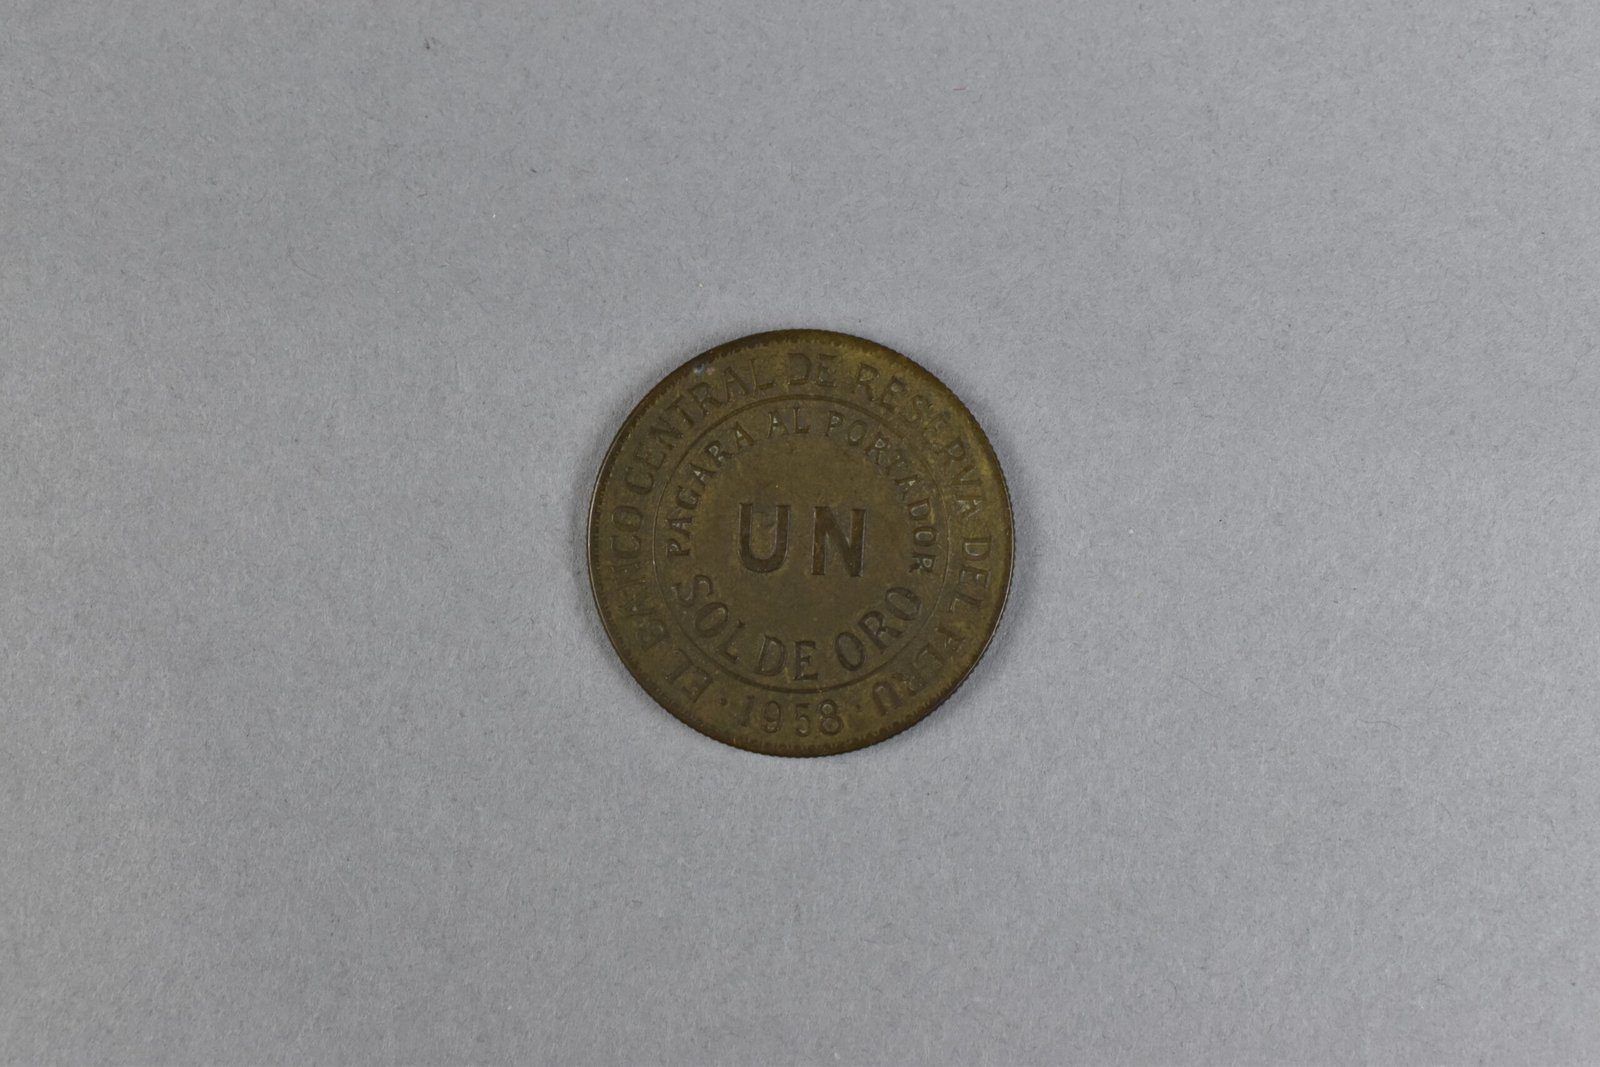 EL BANCO CENTRAL DE RESERVA DEL PERU
PAGARA AL PORTADOR
UN
SOL DE ORO
· 1958 ·